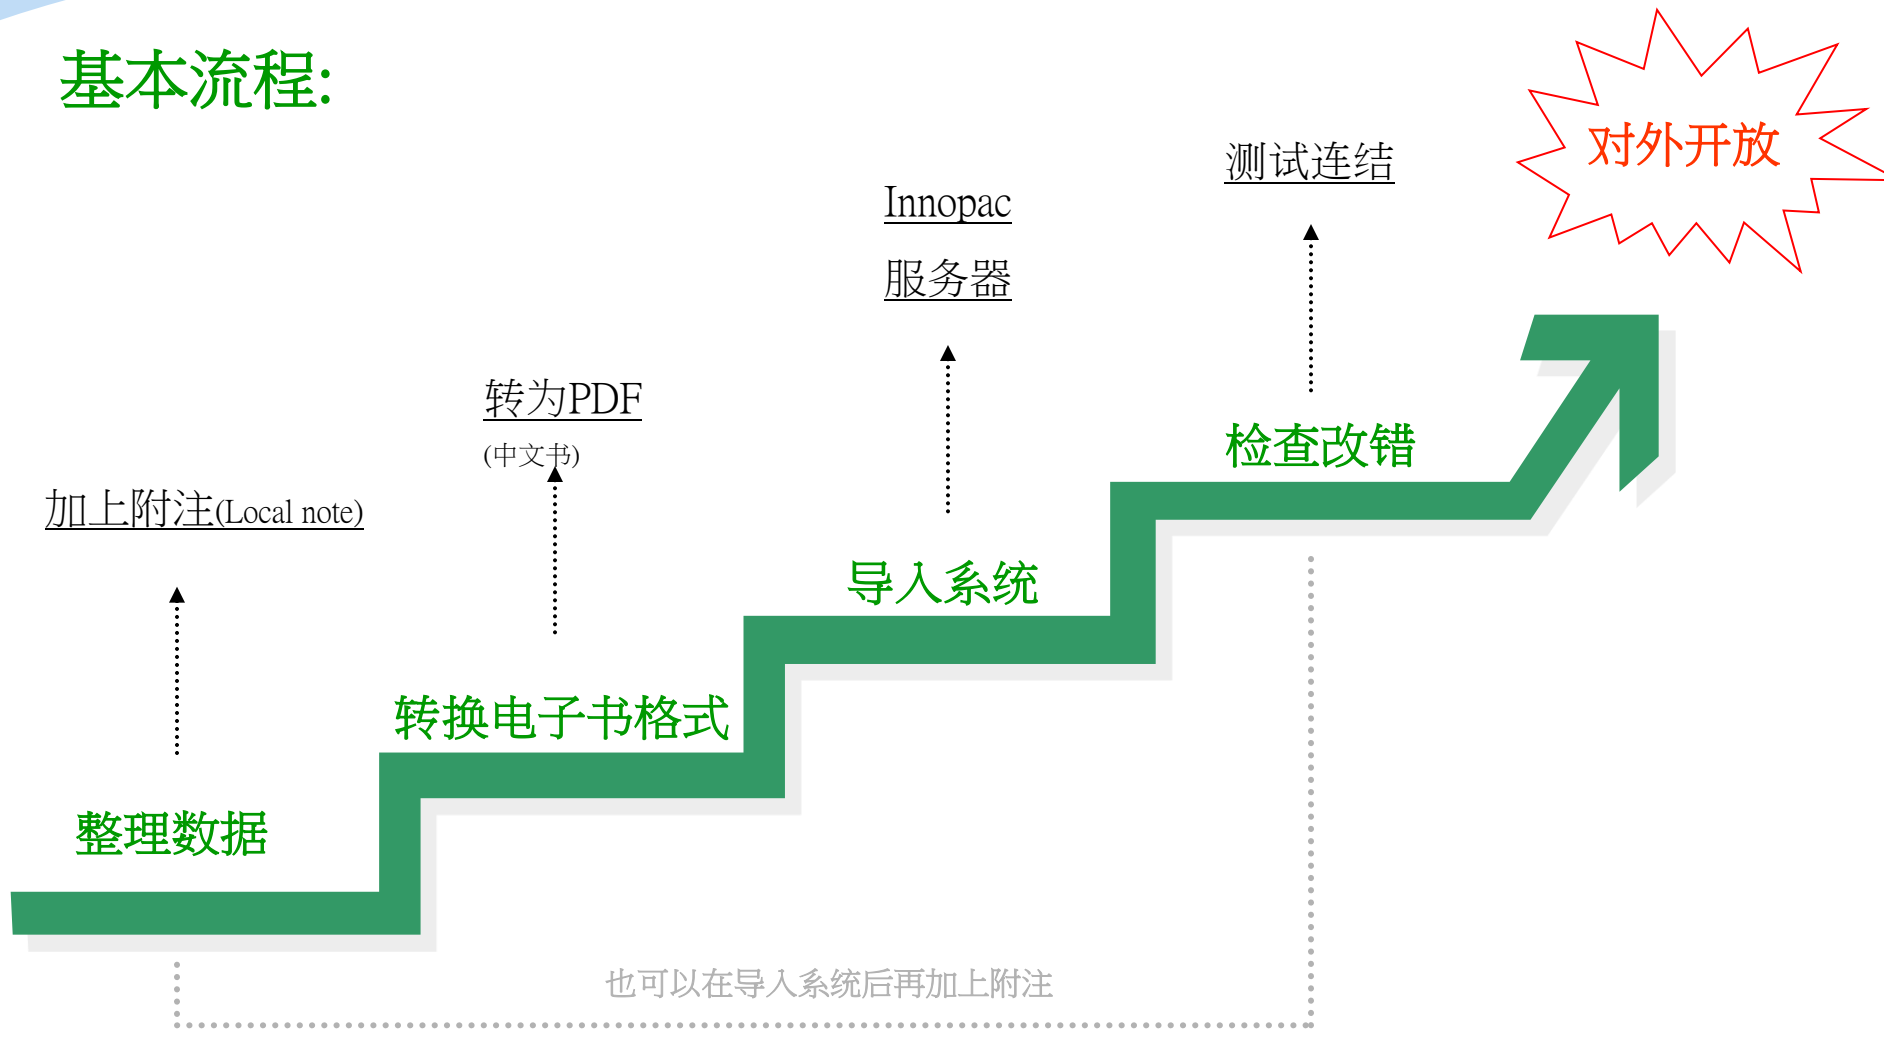 基本流程:
对外开放
测试连结
Innopac
服务器
转为PDF
(中文书)
加上附注(Local note)
检查改错
导入系统
转换电子书格式
整理数据
也可以在导入系统后再加上附注